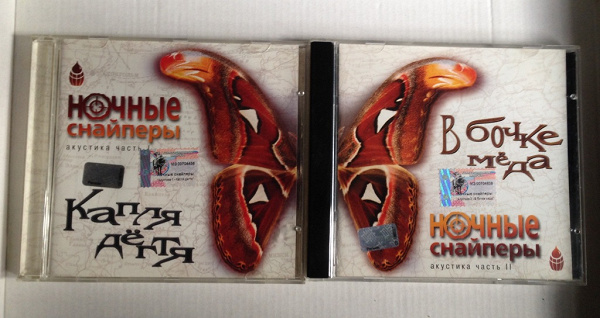 НОЧНЫЕ
снайперы
акустика часть I
Капля
дёгтя
В бочке
мёда
НОЧНЫЕ
снайперы
акустика часть II